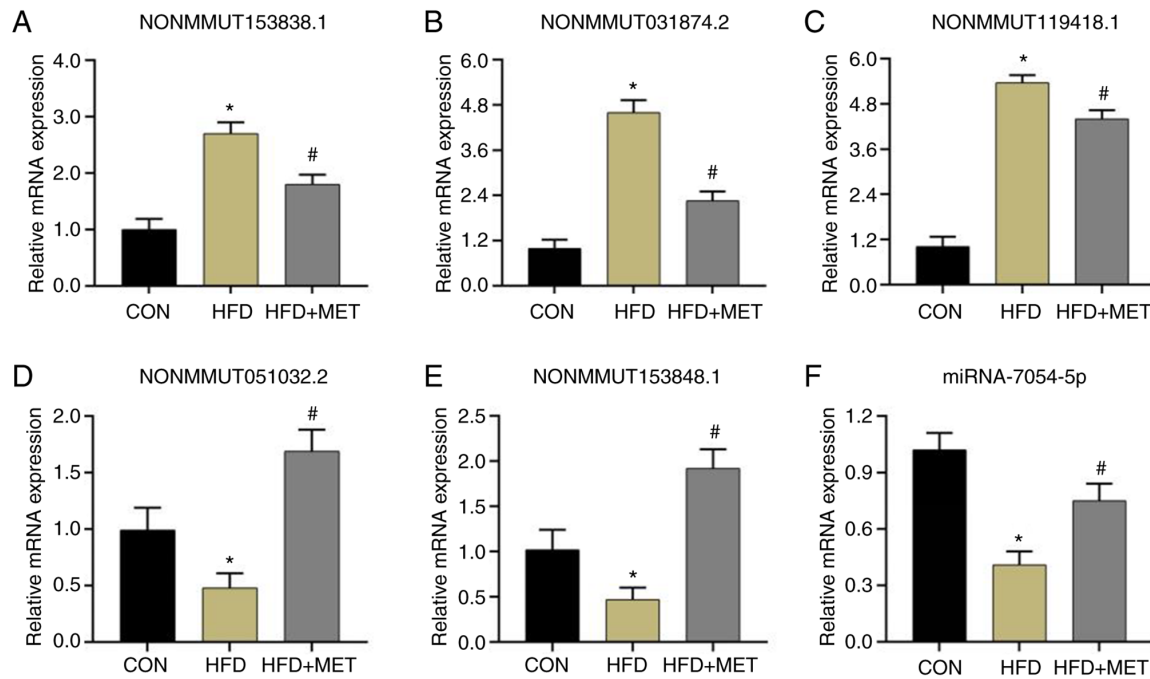 A
NONMMUT153838.1
Relative mRNA expression
4.0
3.0
2.0
1.0
0.0
*
#
CON HFD HFD+MET
B
NONMMUT031874.2
Relative mRNA expression
6.0
4.8
3.6
2.4
1.2
0.0
*
#
CON HFD HFD+MET
C
NONMMUT119418.1
Relative mRNA expression
6.0
4.8
3.6
2.4
1.2
0.0
*
#
CON HFD HFD+MET
D
NONMMUT051032.2
Relative mRNA expression
2.0
1.5
1.0
0.5
0.0
*
#
CON HFD HFD+MET
E
NONMMUT153848.1
Relative mRNA expression
2.5
2.0
1.5
1.0
0.5
0.0
*
#
CON HFD HFD+MET
F
miRNA-7054-5p
Relative mRNA expression
1.2
0.9
0.6
0.3
0.0
*
#
CON HFD HFD+MET